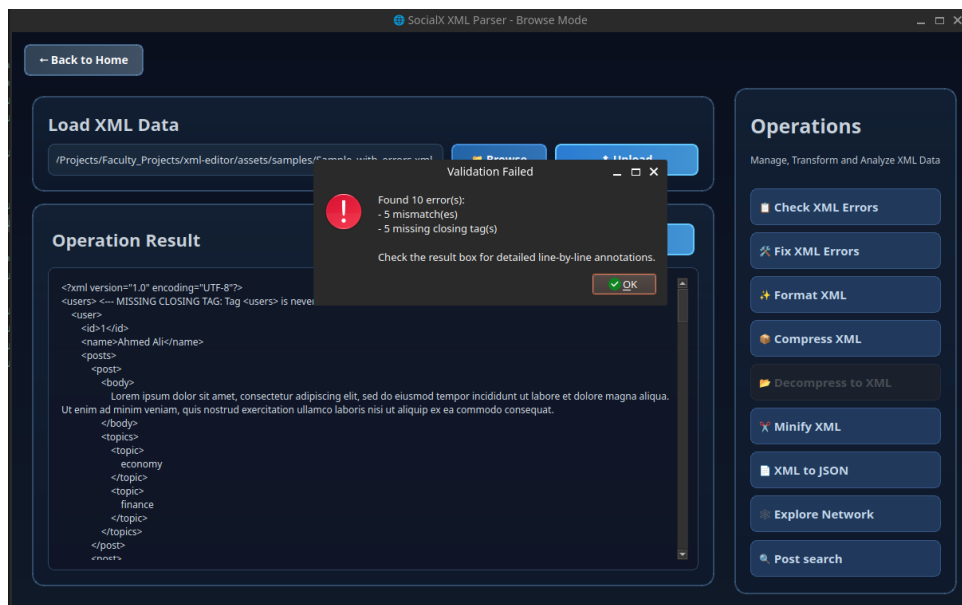 SocialX XML Parser - Browse Mode
← Back to Home
Load XML Data
/Projects/Faculty_Projects/xml-editor/assets/samples/Sample_with_errors.xml
Browse
Upload
Validation Failed
Found 10 error(s):
- 5 mismatch(es)
- 5 missing closing tag(s)
Check the result box for detailed line-by-line annotations.
OK
Operation Result
<?xml version="1.0" encoding="UTF-8"?>
<users> <--- MISSING CLOSING TAG: Tag <users> is never
<user>
<id>1</id>
<name>Ahmed Ali</name>
<posts>
<post>
<body>
Lorem ipsum dolor sit amet, consectetur adipiscing elit, sed do eiusmod tempor incididunt ut labore et dolore magna aliqua.
Ut enim ad minim veniam, quis nostrud exercitation ullamco laboris nisi ut aliquip ex ea commodo consequat.
</body>
<topics>
<topic>
economy
</topic>
<topic>
finance
</topic>
</topics>
</post>
<post>
Operations
Manage, Transform and Analyze XML Data
Check XML Errors
Fix XML Errors
Format XML
Compress XML
Decompress to XML
Minify XML
XML to JSON
Explore Network
Post search